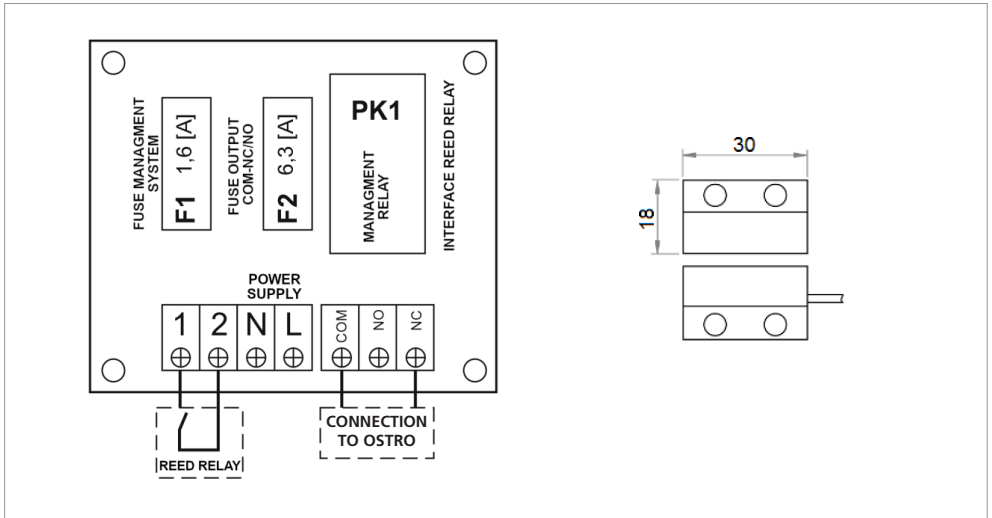 FUSE MANAGMENT
SYSTEM
F1 1,6 [A]
FUSE OUTPUT
COM-NC/NO
F2 6,3 [A]
PK1
MANAGMENT
RELAY
INTERFACE REED RELAY
POWER
SUPPLY
1 2 N L
COM NO NC
REED RELAY
CONNECTION
TO OSTRO
30
18